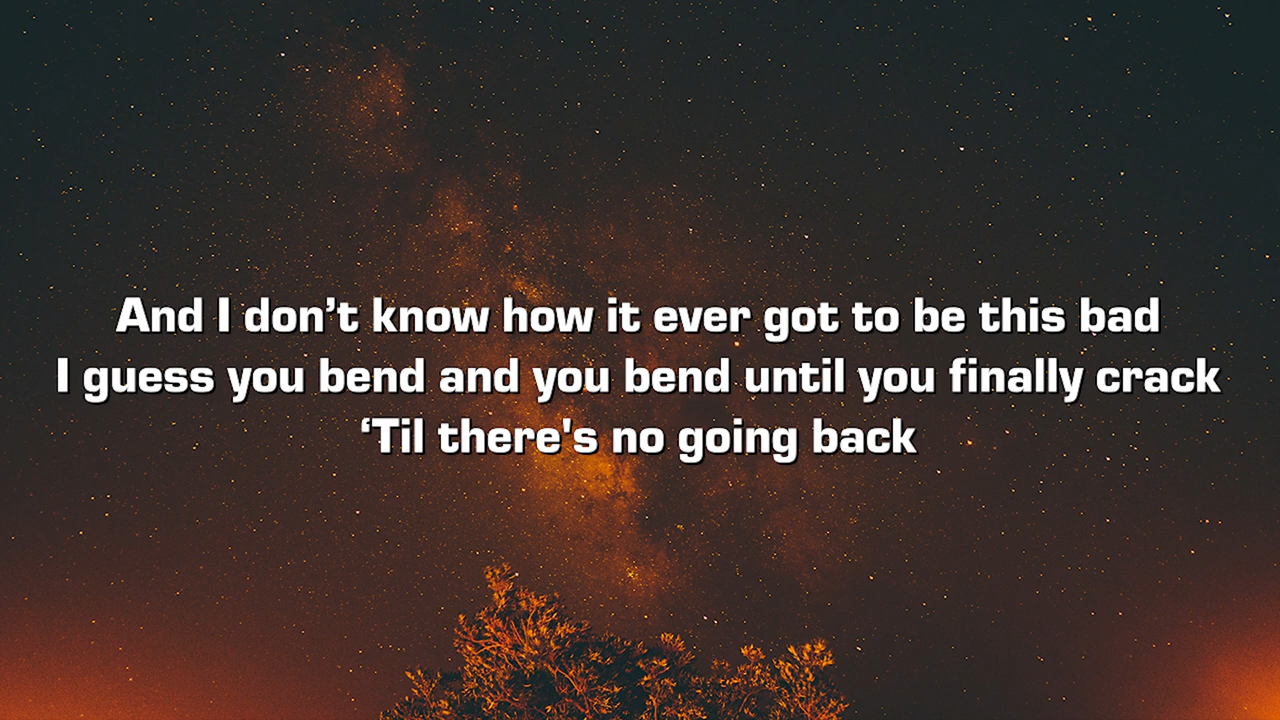 And I don’t know how it ever got to be this bad
I guess you bend and you bend until you finally crack
‘Til there's no going back